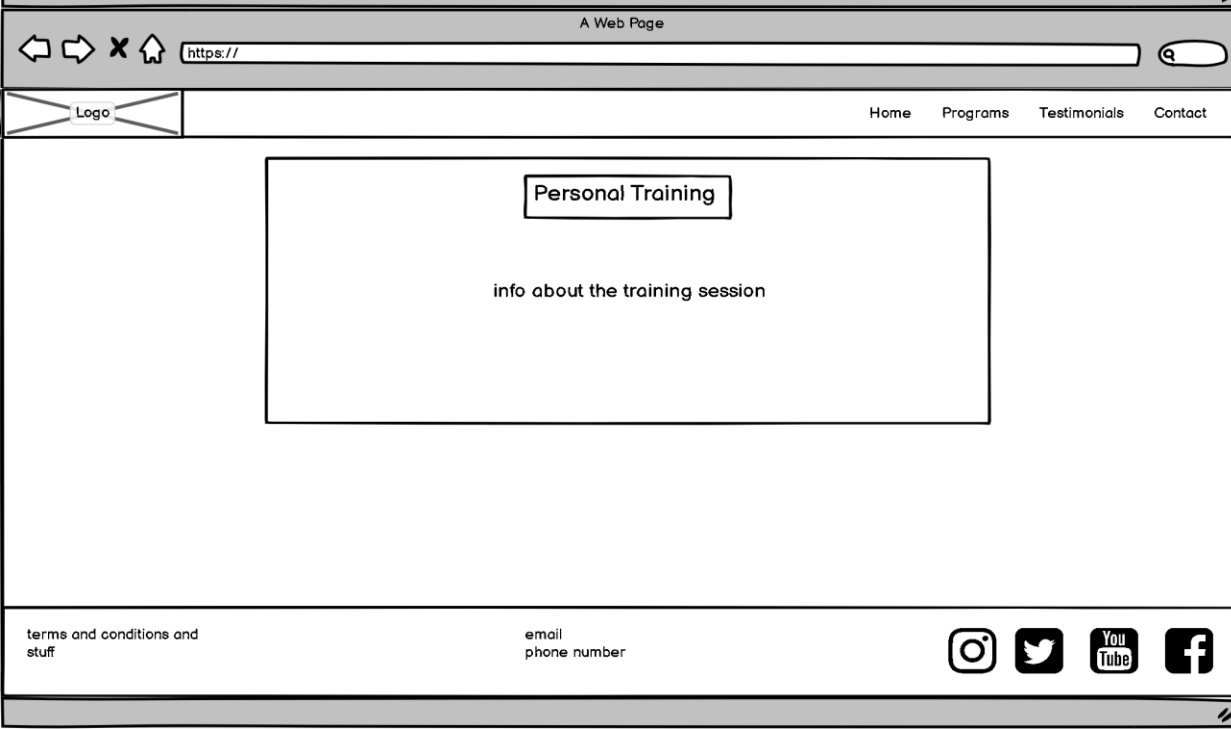 A Web Page
https://
Logo
Home Programs Testimonials Contact
Personal Training
info about the training session
terms and conditions and
stuff
email
phone number
You
Tube